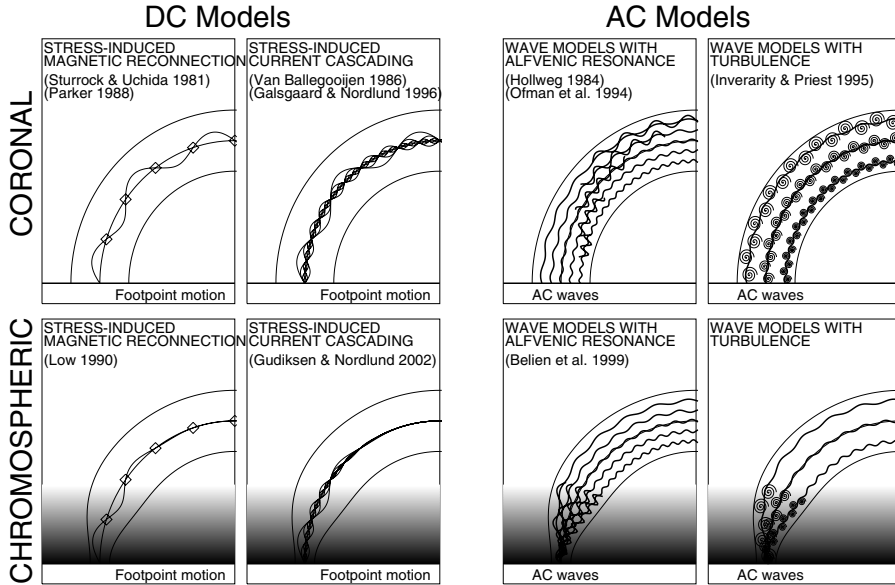 DC Models
AC Models
CORONAL
STRESS-INDUCED
MAGNETIC RECONNECTION
(Sturrock & Uchida 1981)
(Parker 1988)
Footpoint motion
STRESS-INDUCED
CURRENT CASCADING
(Van Ballegooijen 1986)
(Galsgaard & Nordlund 1996)
Footpoint motion
WAVE MODELS WITH
ALFVENIC RESONANCE
(Hollweg 1984)
(Ofman et al. 1994)
AC waves
WAVE MODELS WITH
TURBULENCE
(Inverarity & Priest 1995)
AC waves
CHROMOSPHERIC
STRESS-INDUCED
MAGNETIC RECONNECTION
(Low 1990)
Footpoint motion
STRESS-INDUCED
CURRENT CASCADING
(Gudiksen & Nordlund 2002)
Footpoint motion
WAVE MODELS WITH
ALFVENIC RESONANCE
(Belien et al. 1999)
AC waves
WAVE MODELS WITH
TURBULENCE
AC waves